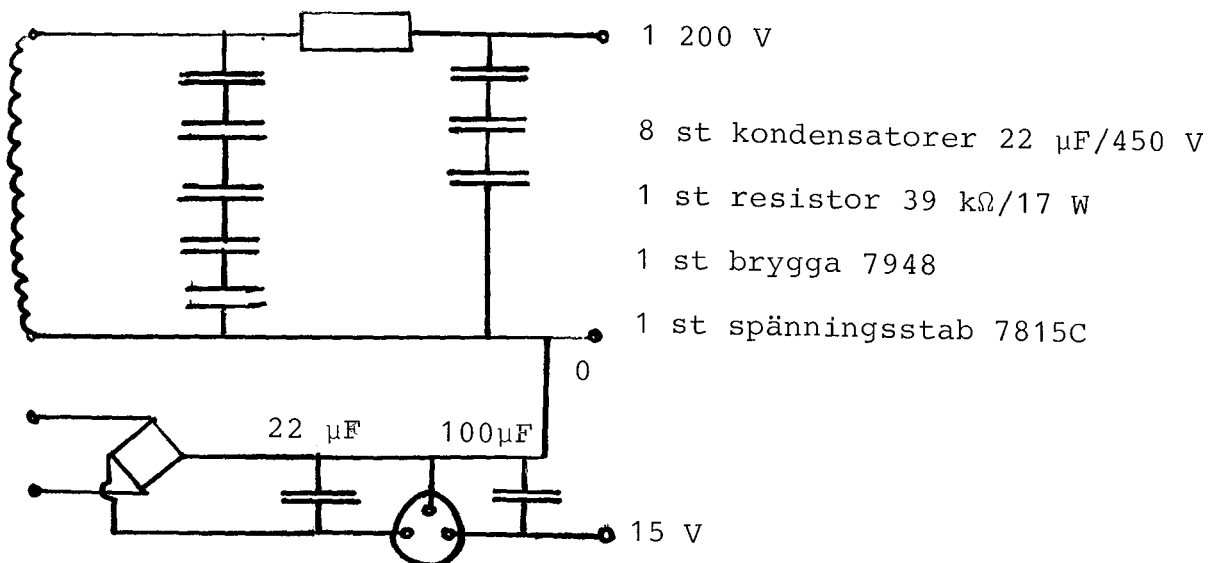 1 200 V
8 st kondensatorer 22 µF/450 V
1 st resistor 39 kΩ/17 W
1 st brygga 7948
1 st spänningsstab 7815C
0
22 µF
100µF
15 V